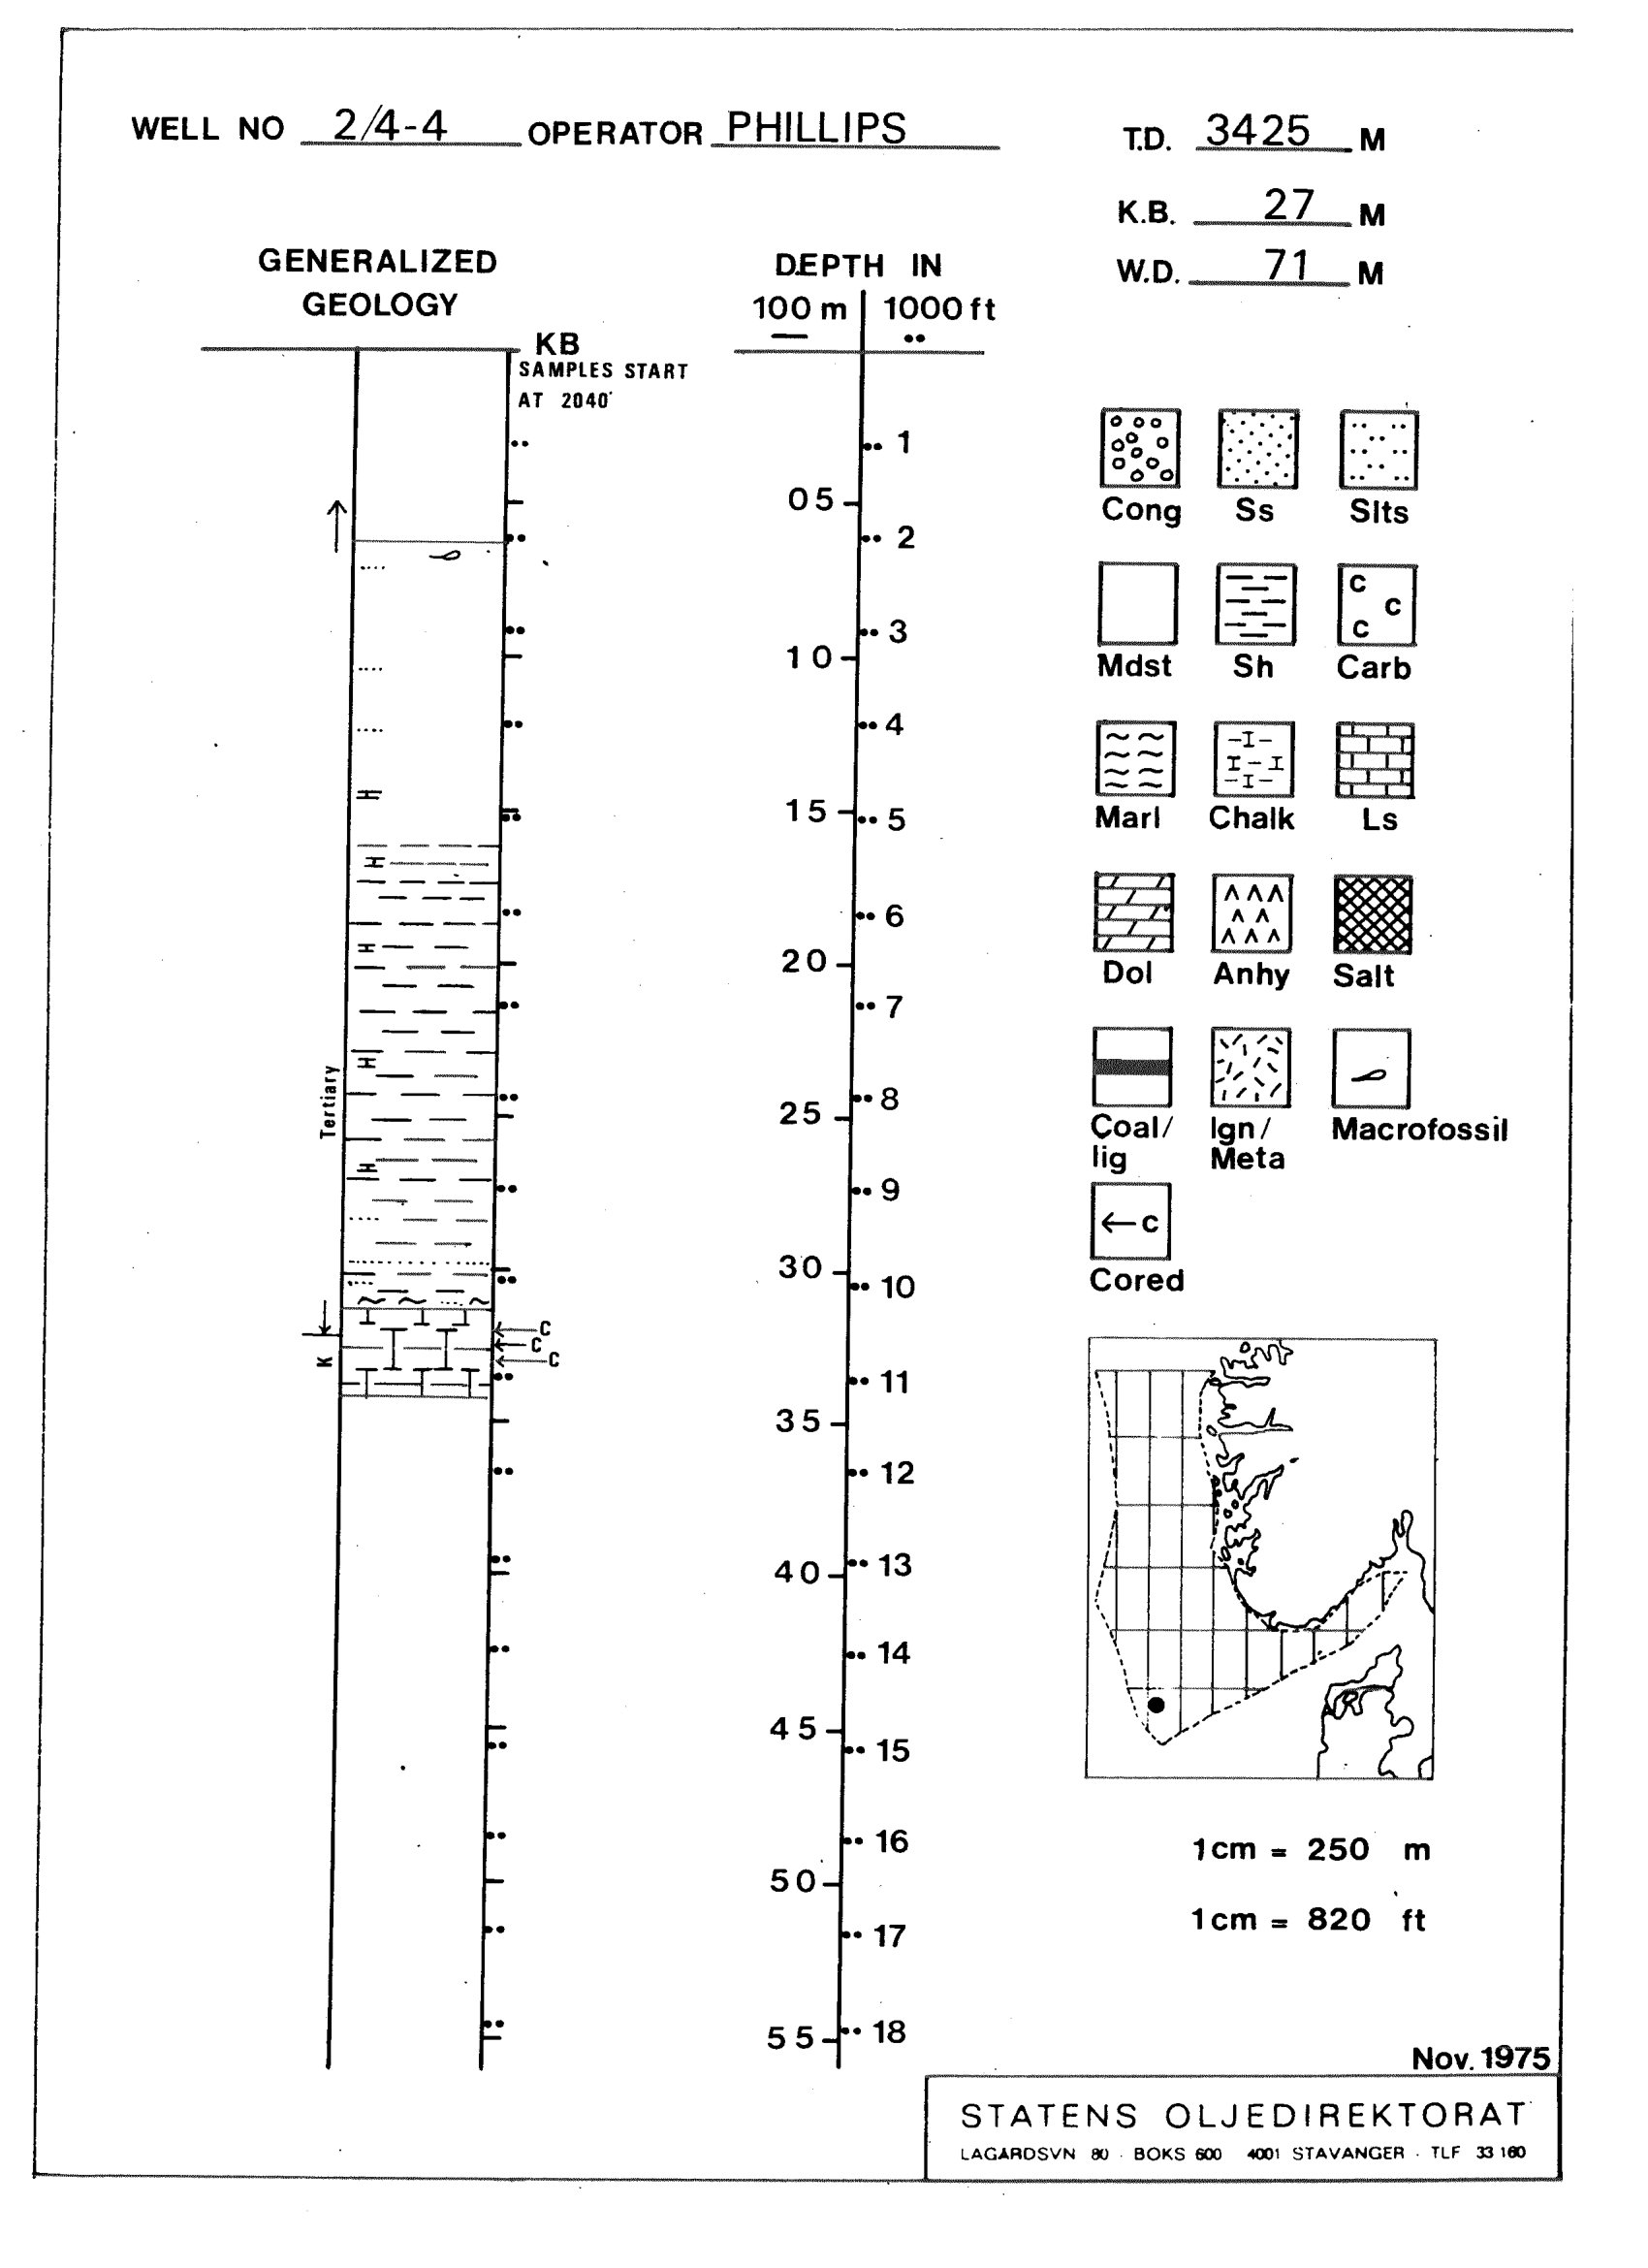 WELL NO 2/4-4 OPERATOR PHILLIPS
T.D. 3425 M
K.B. 27 M
W.D. 71 M
GENERALIZED
GEOLOGY
DEPTH IN
100 m 1000 ft
KB
SAMPLES START
AT 2040'
1
05
2
3
10
4
15
5
6
20
7
8
25
9
30
10
11
35
12
40
13
14
45
15
16
50
17
55
18
Tertiary
K
C
C
C
Cong Ss Slts
C
C
C
Mdst Sh Carb
Marl Chalk Ls
Dol Anhy Salt
Coal/ Ign/ Macrofossil
lig Meta
←C
Cored
1cm = 250 m
1cm = 820 ft
Nov. 1975
STATENS OLJEDIREKTORAT
LAGÅRDSVN 80 · BOKS 600 4001 STAVANGER · TLF 33 160